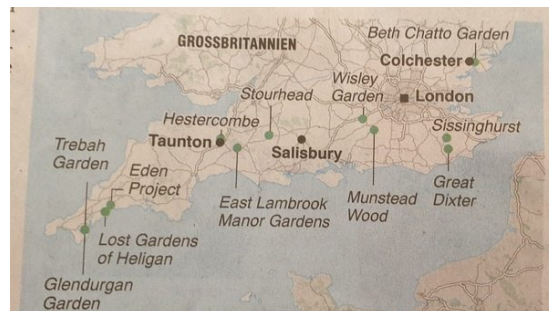 Beth Chatto Garden
GROSSBRITANNIEN
Colchester
Wisley
Garden
London
Stourhead
Hestercombe
Taunton
Salisbury
Sissinghurst
Trebah
Garden
Eden
Project
East Lambrook
Manor Gardens
Munstead
Wood
Great
Dixter
Lost Gardens
of Heligan
Glendurgan
Garden